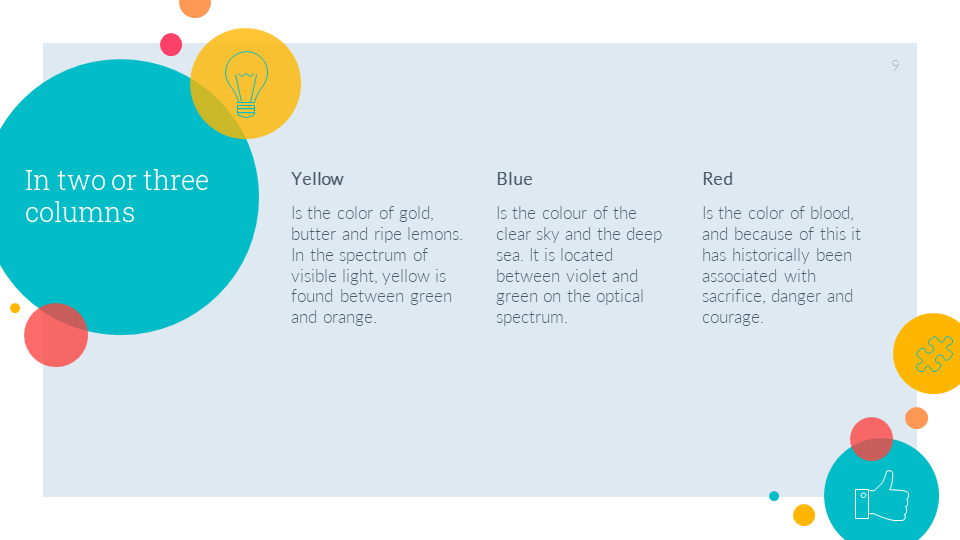 9
In two or three
columns
Yellow
Is the color of gold,
butter and ripe lemons.
In the spectrum of
visible light, yellow is
found between green
and orange.
Blue
Is the colour of the
clear sky and the deep
sea. It is located
between violet and
green on the optical
spectrum.
Red
Is the color of blood,
and because of this it
has historically been
associated with
sacrifice, danger and
courage.